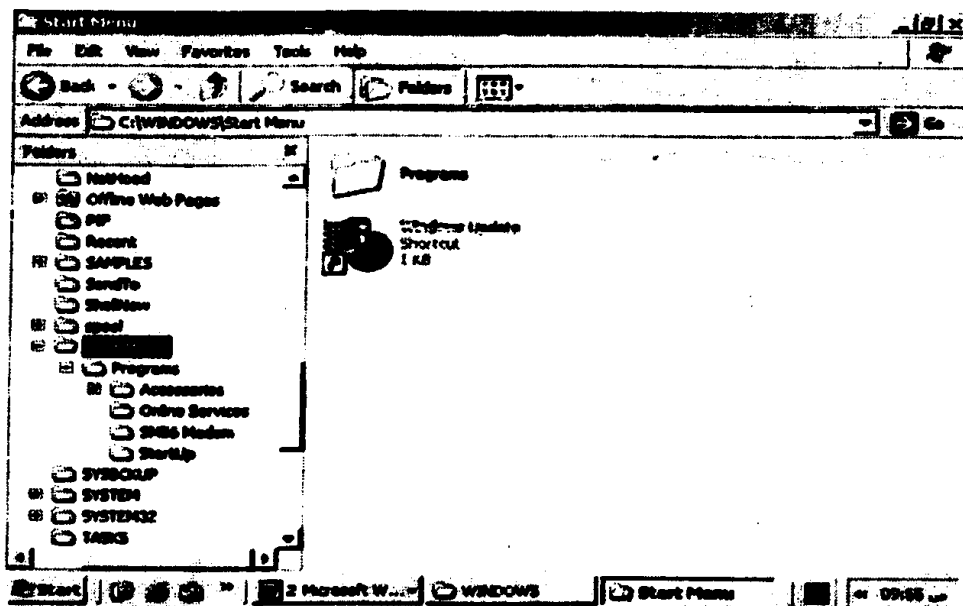 Start Menu
File Edit View Favorites Tools Help
Back Search Folders
Address C:\WINDOWS\Start Menu Go
Folders
NetHood
Offline Web Pages
PIF
Recent
SAMPLES
SendTo
ShellNew
spool
Programs
Accessories
Online Services
SM56 Modem
StartUp
SYSBCKUP
SYSTEM
SYSTEM32
TASKS
Programs
Windows Update
Shortcut
1 KB
Start 2 Microsoft W... WINDOWS Start Menu 09:55